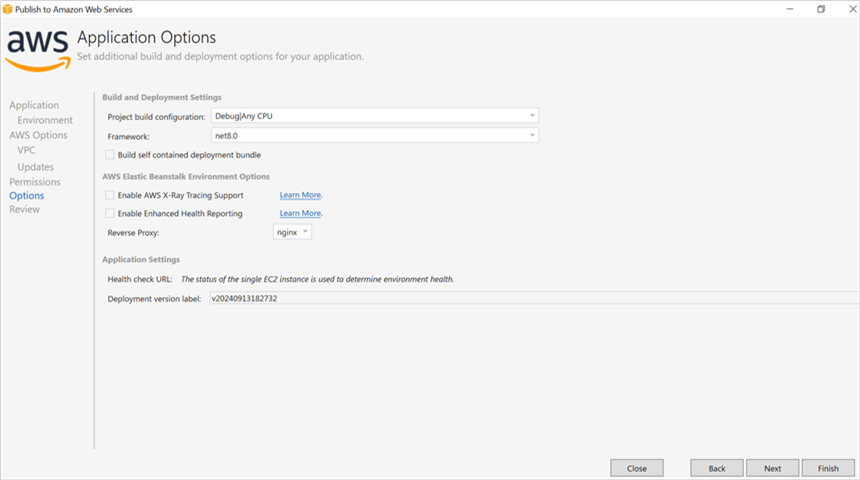 Publish to Amazon Web Services
aws
Application Options
Set additional build and deployment options for your application.
Application
Environment
AWS Options
VPC
Updates
Permissions
Options
Review
Build and Deployment Settings
Project build configuration: Debug|Any CPU
Framework: net8.0
Build self contained deployment bundle
AWS Elastic Beanstalk Environment Options
Enable AWS X-Ray Tracing Support Learn More.
Enable Enhanced Health Reporting Learn More.
Reverse Proxy: nginx
Application Settings
Health check URL: The status of the single EC2 instance is used to determine environment health.
Deployment version label: v20240913182732
Close Back Next Finish